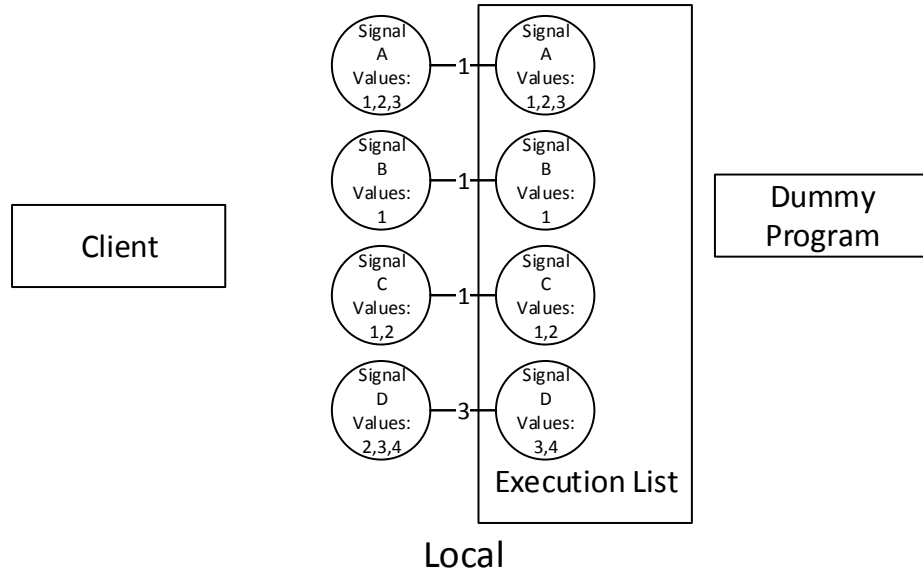 Client
Signal
A
Values:
1,2,3
1
Signal
A
Values:
1,2,3
Signal
B
Values:
1
1
Signal
B
Values:
1
Signal
C
Values:
1,2
1
Signal
C
Values:
1,2
Signal
D
Values:
2,3,4
3
Signal
D
Values:
3,4
Execution List
Dummy
Program
Local